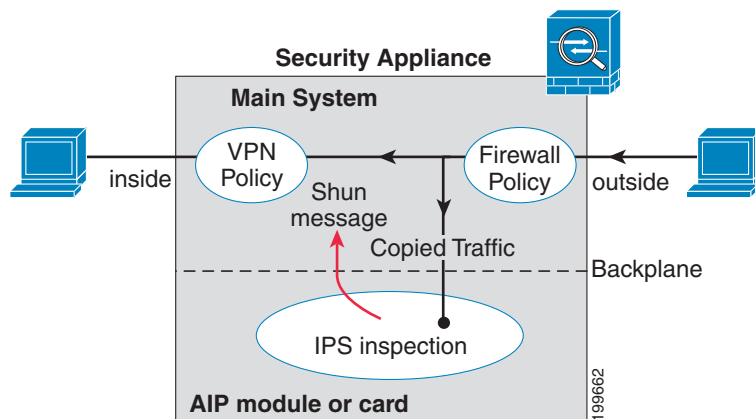 Security Appliance
Main System
VPN
Policy
Firewall
Policy
inside
outside
Shun
message
Copied Traffic
Backplane
IPS inspection
AIP module or card
199662